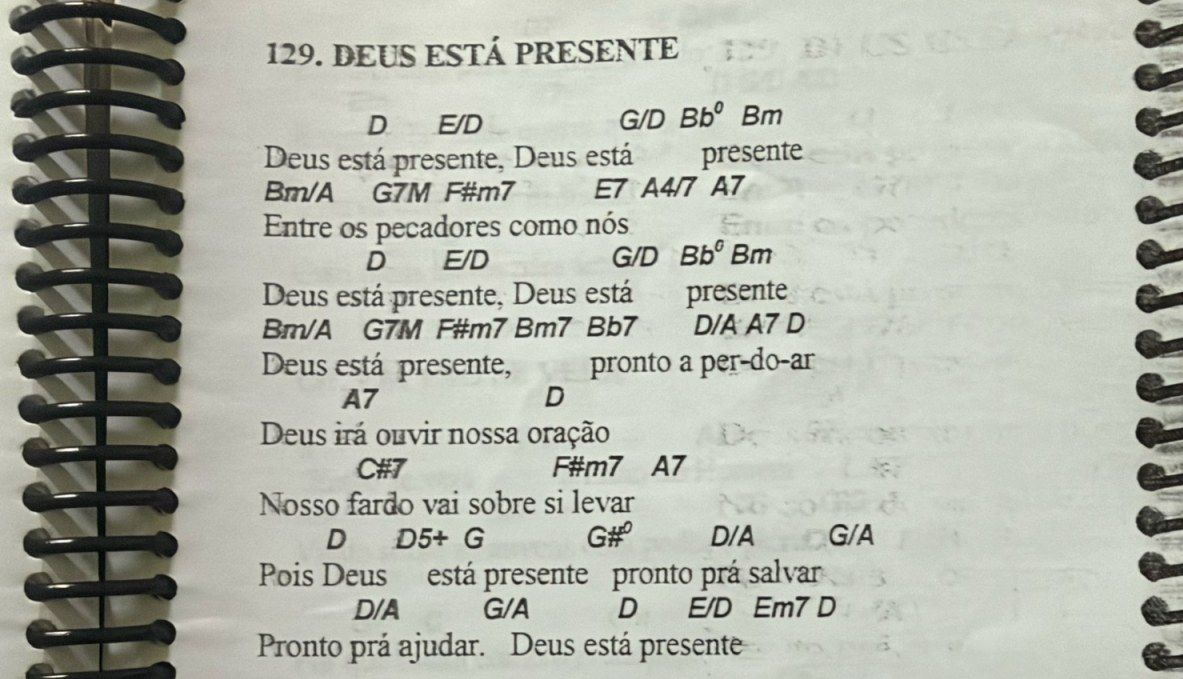 129. DEUS ESTÁ PRESENTE
D E/D G/D Bb° Bm
Deus está presente, Deus está presente
Bm/A G7M F#m7 E7 A4/7 A7
Entre os pecadores como nós
D E/D G/D Bb° Bm
Deus está presente, Deus está presente
Bm/A G7M F#m7 Bm7 Bb7 D/A A7 D
Deus está presente, pronto a per-do-ar
A7 D
Deus irá ouvir nossa oração
C#7 F#m7 A7
Nosso fardo vai sobre si levar
D D5+ G G#° D/A G/A
Pois Deus está presente pronto prá salvar
D/A G/A D E/D Em7 D
Pronto prá ajudar. Deus está presente